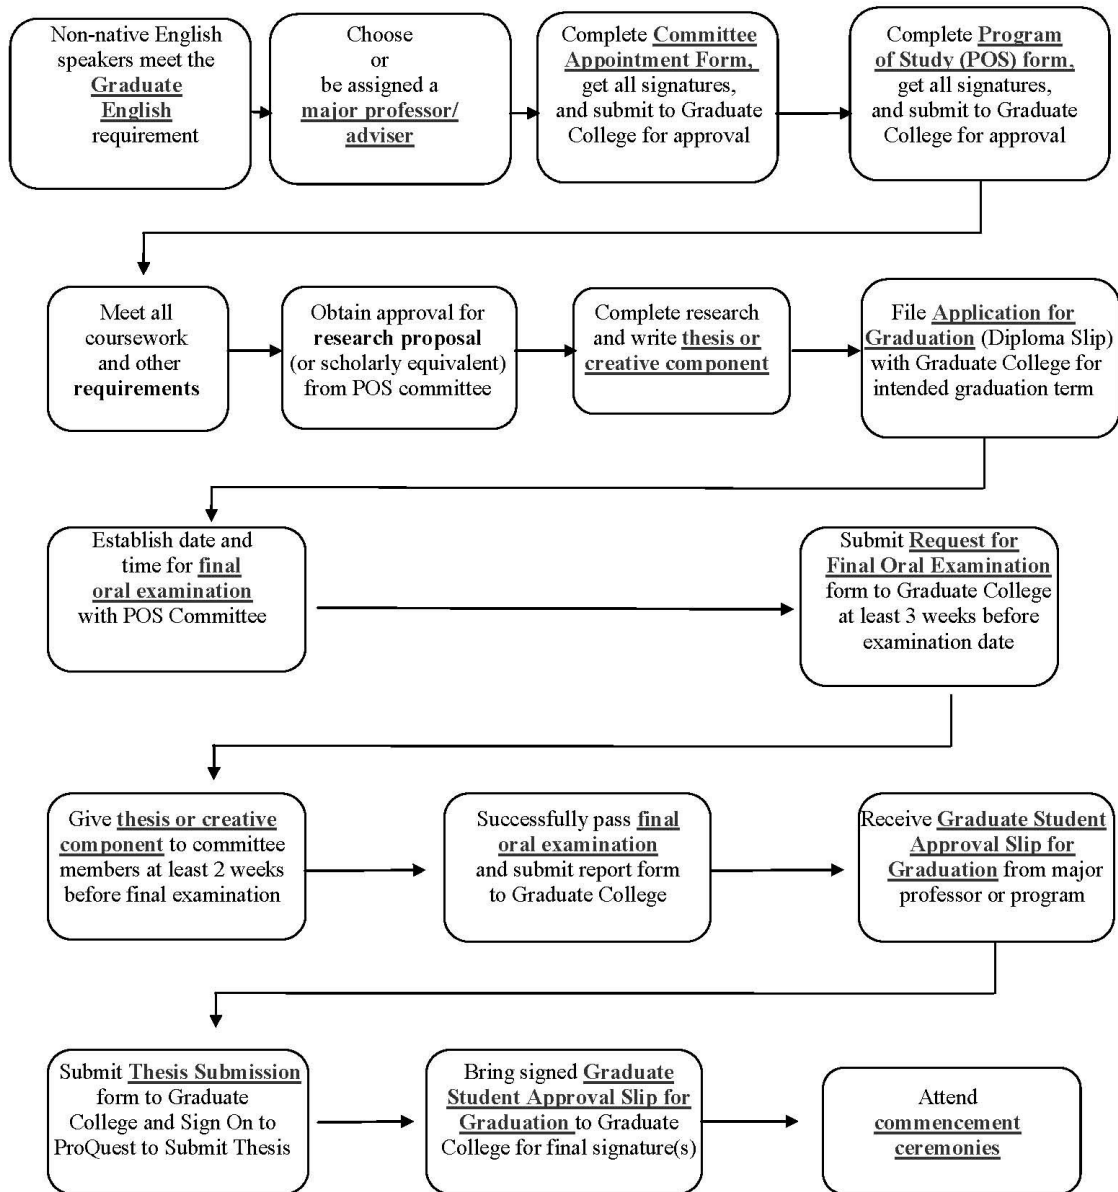 Non-native English
speakers meet the
Graduate
English
requirement
Choose
or
be assigned a
major professor/
adviser
Complete Committee
Appointment Form,
get all signatures,
and submit to Graduate
College for approval
Complete Program
of Study (POS) form,
get all signatures,
and submit to Graduate
College for approval
Meet all
coursework
and other
requirements
Obtain approval for
research proposal
(or scholarly equivalent)
from POS committee
Complete research
and write thesis or
creative component
File Application for
Graduation (Diploma Slip)
with Graduate College for
intended graduation term
Establish date and
time for final
oral examination
with POS Committee
Submit Request for
Final Oral Examination
form to Graduate College
at least 3 weeks before
examination date
Give thesis or creative
component to committee
members at least 2 weeks
before final examination
Successfully pass final
oral examination
and submit report form
to Graduate College
Receive Graduate Student
Approval Slip for
Graduation from major
professor or program
Submit Thesis Submission
form to Graduate
College and Sign On to
ProQuest to Submit Thesis
Bring signed Graduate
Student Approval Slip for
Graduation to Graduate
College for final signature(s)
Attend
commencement
ceremonies